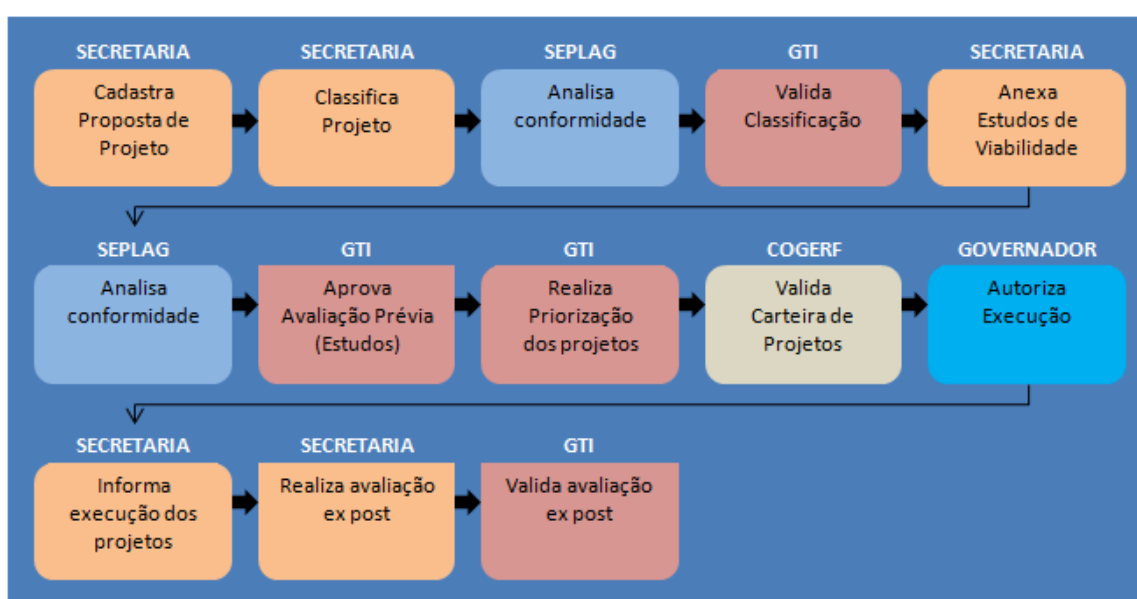 SECRETARIA
Cadastra
Proposta de
Projeto
SECRETARIA
Classifica
Projeto
SEPLAG
Analisa
conformidade
GTI
Valida
Classificação
SECRETARIA
Anexa
Estudos de
Viabilidade
SEPLAG
Analisa
conformidade
GTI
Aprova
Avaliação Prévia
(Estudos)
GTI
Realiza
Priorização
dos projetos
COGERF
Valida
Carteira de
Projetos
GOVERNADOR
Autoriza
Execução
SECRETARIA
Informa
execução dos
projetos
SECRETARIA
Realiza avaliação
ex post
GTI
Valida avaliação
ex post